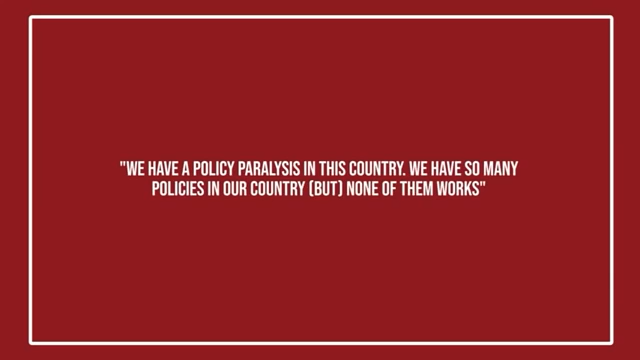 "WE HAVE A POLICY PARALYSIS IN THIS COUNTRY. WE HAVE SO MANY
POLICIES IN OUR COUNTRY (BUT) NONE OF THEM WORKS"